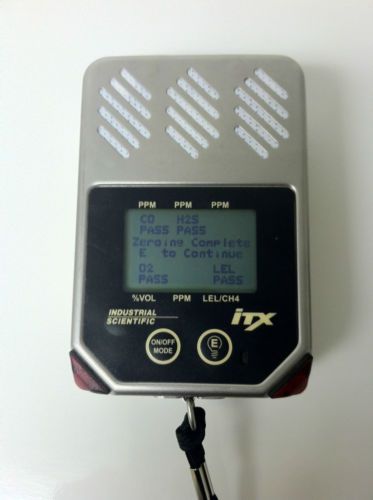 PPM PPM PPM
CO H2S
PASS PASS
Zeroing Complete
E to Continue
O2 LEL
PASS PASS
%VOL PPM LEL/CH4
INDUSTRIAL
SCIENTIFIC
iTX
ON/OFF
MODE
E